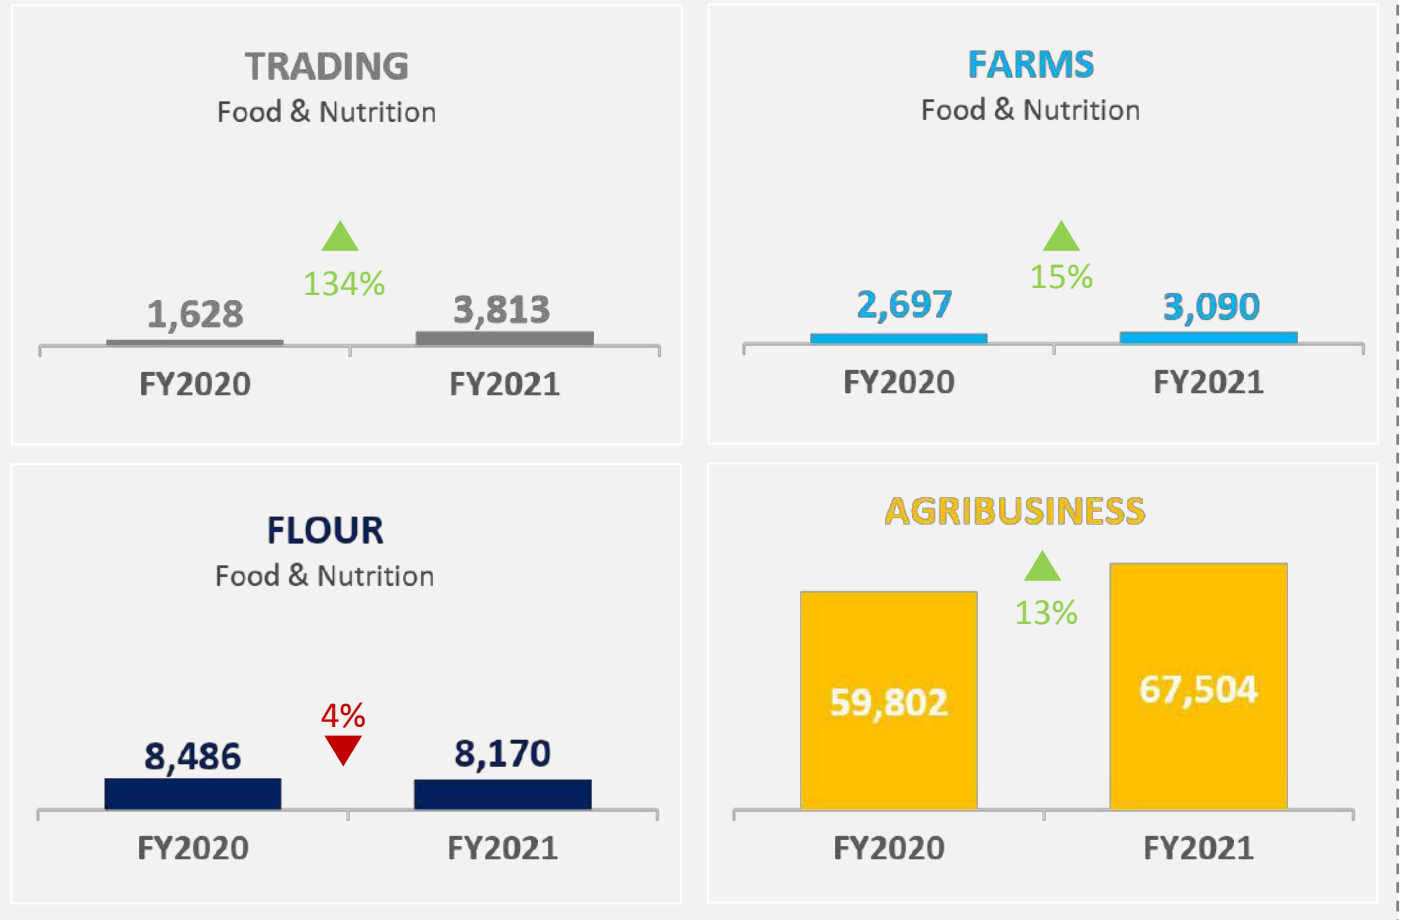 TRADING
Food & Nutrition
134%
1,628
3,813
FY2020
FY2021
FARMS
Food & Nutrition
15%
2,697
3,090
FY2020
FY2021
FLOUR
Food & Nutrition
4%
8,486
8,170
FY2020
FY2021
AGRIBUSINESS
13%
59,802
67,504
FY2020
FY2021